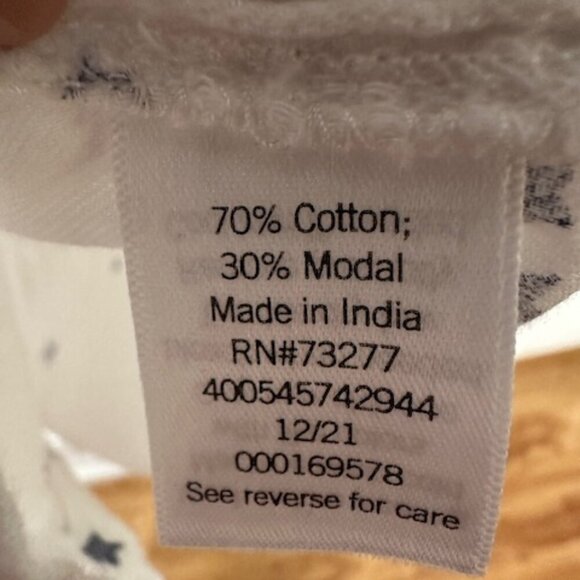 70% Cotton;
30% Modal
Made in India
RN#73277
400545742944
12/21
000169578
See reverse for care